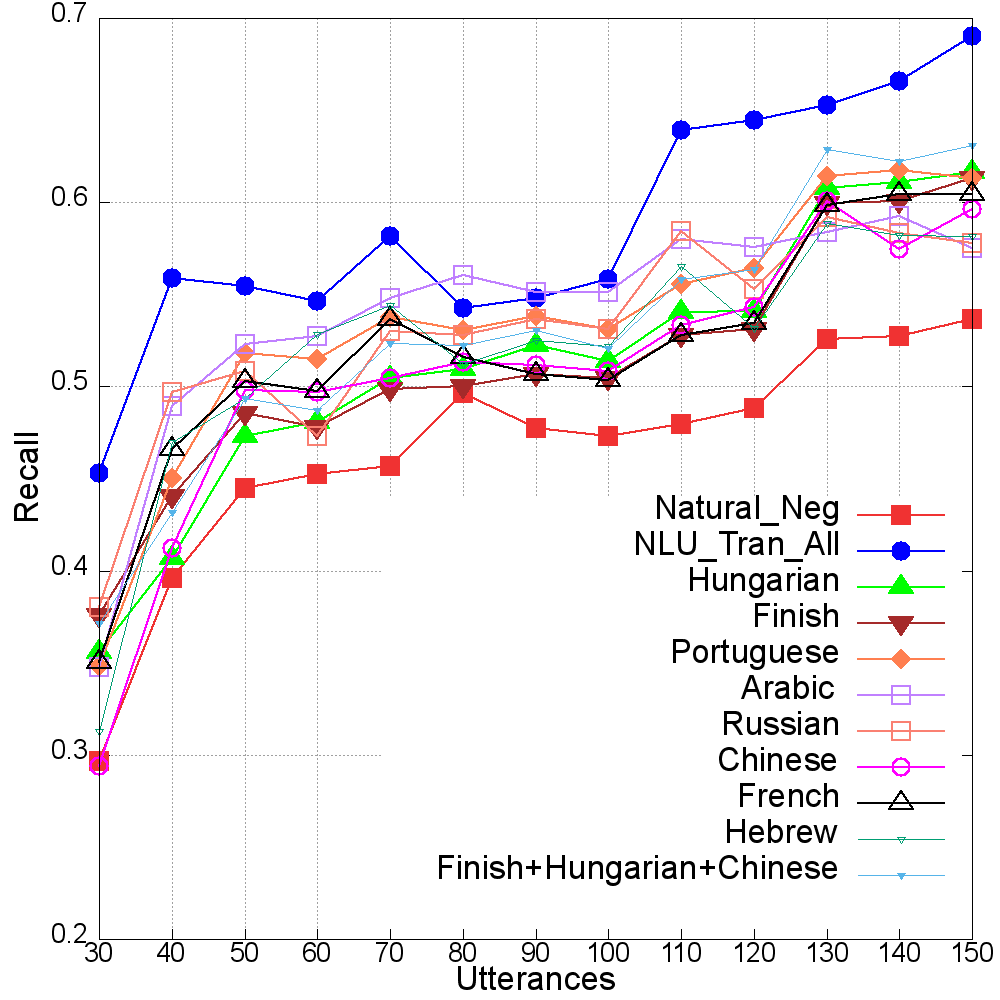 0.7
0.6
0.5
0.4
0.3
0.2
Recall
Natural_Neg
NLU_Tran_All
Hungarian
Finish
Portuguese
Arabic
Russian
Chinese
French
Hebrew
Finish+Hungarian+Chinese
30 40 50 60 70 80 90 100 110 120 130 140 150
Utterances